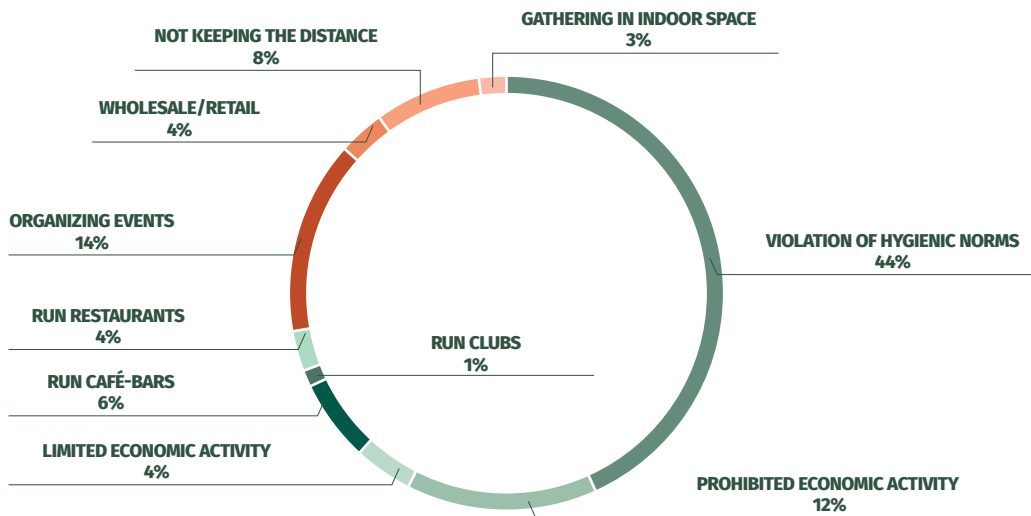 GATHERING IN INDOOR SPACE
3%
NOT KEEPING THE DISTANCE
8%
WHOLESALE/RETAIL
4%
ORGANIZING EVENTS
14%
VIOLATION OF HYGIENIC NORMS
44%
RUN RESTAURANTS
4%
RUN CLUBS
1%
RUN CAFÉ-BARS
6%
LIMITED ECONOMIC ACTIVITY
4%
PROHIBITED ECONOMIC ACTIVITY
12%